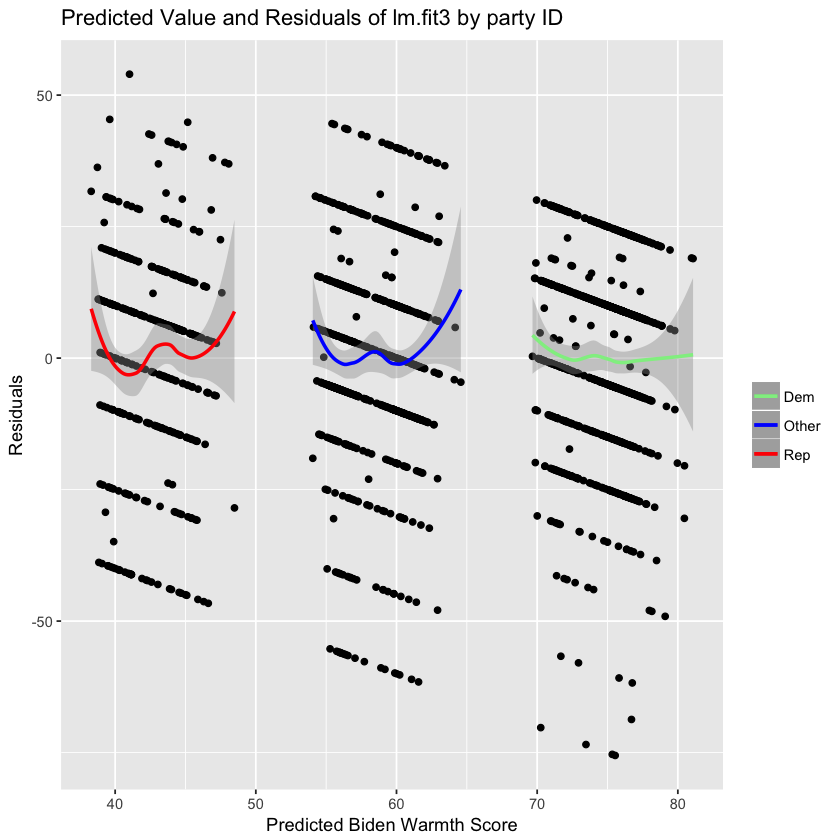 Predicted Value and Residuals of lm.fit3 by party ID
50
0
-50
Residuals
40
50
60
70
80
Predicted Biden Warmth Score
Dem
Other
Rep